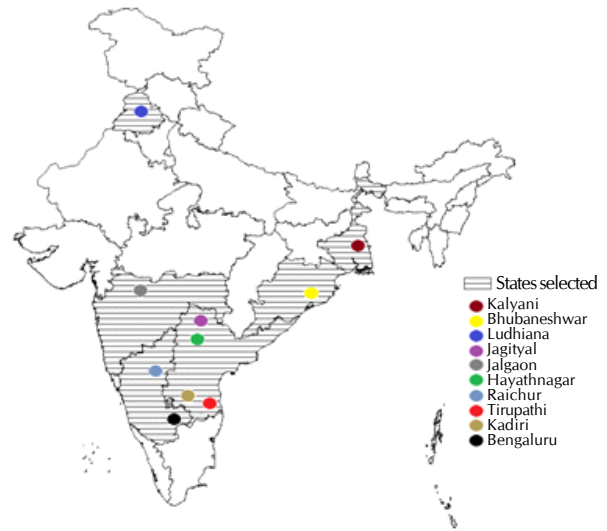 States selected
Kalyani
Bhubaneshwar
Ludhiana
Jagityal
Jalgaon
Hayathnagar
Raichur
Tirupathi
Kadiri
Bengaluru